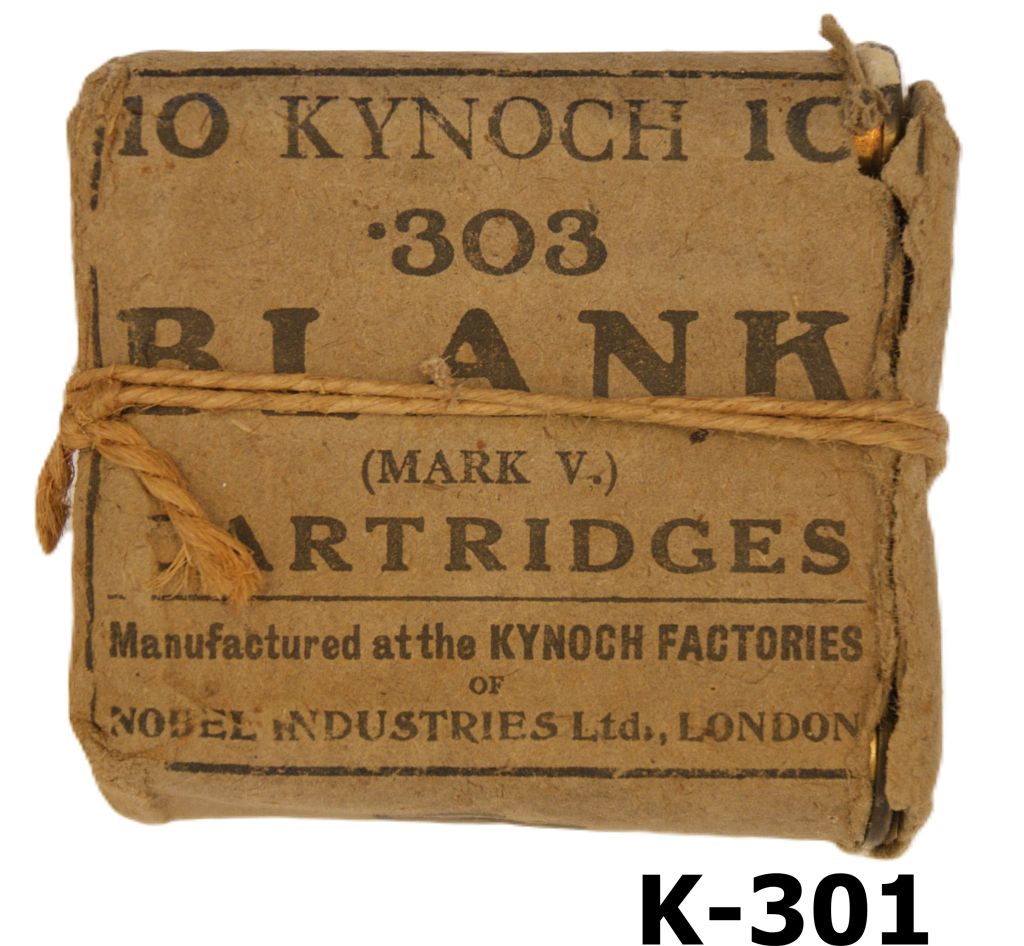 10 KYNOCH 10
·303
BLANK
(MARK V.)
CARTRIDGES
Manufactured at the KYNOCH FACTORIES
OF
NOBEL INDUSTRIES Ltd., LONDON
K-301